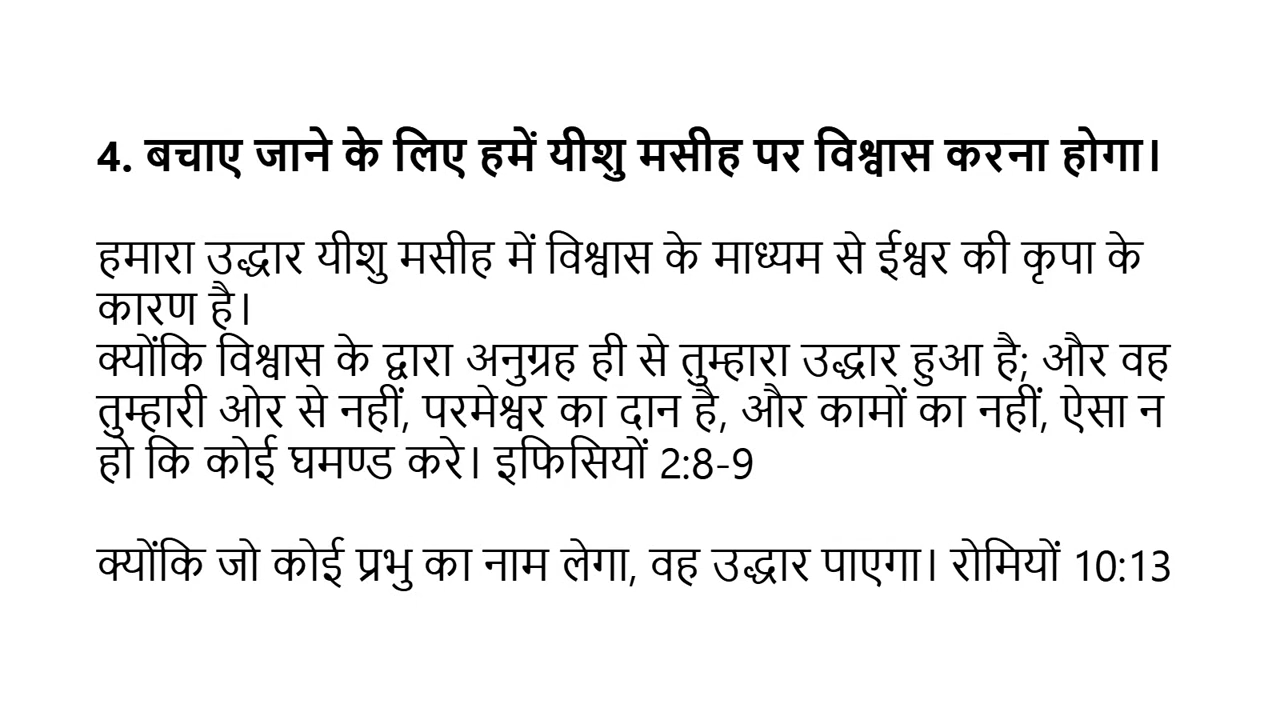 4. बचाए जाने के लिए हमें यीशु मसीह पर विश्वास करना होगा।
हमारा उद्धार यीशु मसीह में विश्वास के माध्यम से ईश्वर की कृपा के
कारण है।
क्योंकि विश्वास के द्वारा अनुग्रह ही से तुम्हारा उद्धार हुआ है; और वह
तुम्हारी ओर से नहीं, परमेश्वर का दान है, और कामों का नहीं, ऐसा न
हो कि कोई घमण्ड करे। इफिसियों 2:8-9
क्योंकि जो कोई प्रभु का नाम लेगा, वह उद्धार पाएगा। रोमियों 10:13